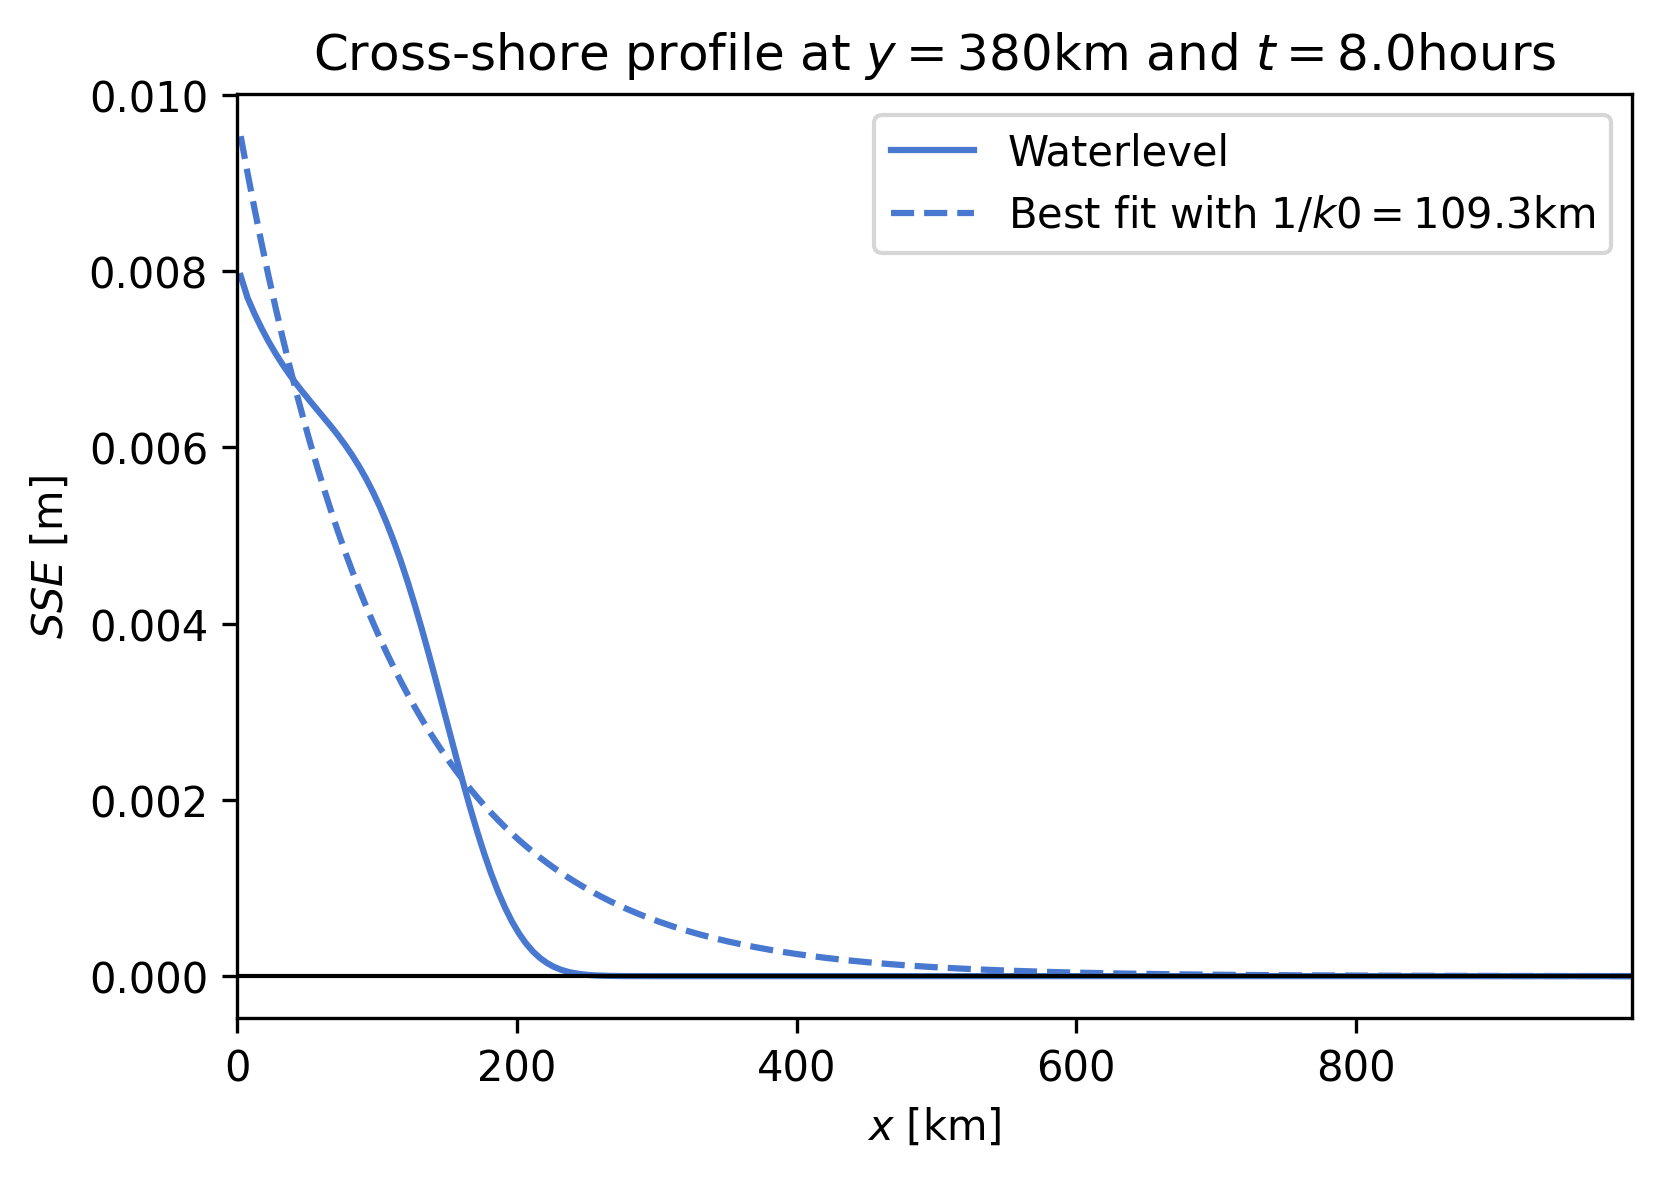 Cross-shore profile at y = 380km and t = 8.0hours
Waterlevel
Best fit with 1/k0 = 109.3km
SSE [m]
0.010
0.008
0.006
0.004
0.002
0.000
0 200 400 600 800
x [km]